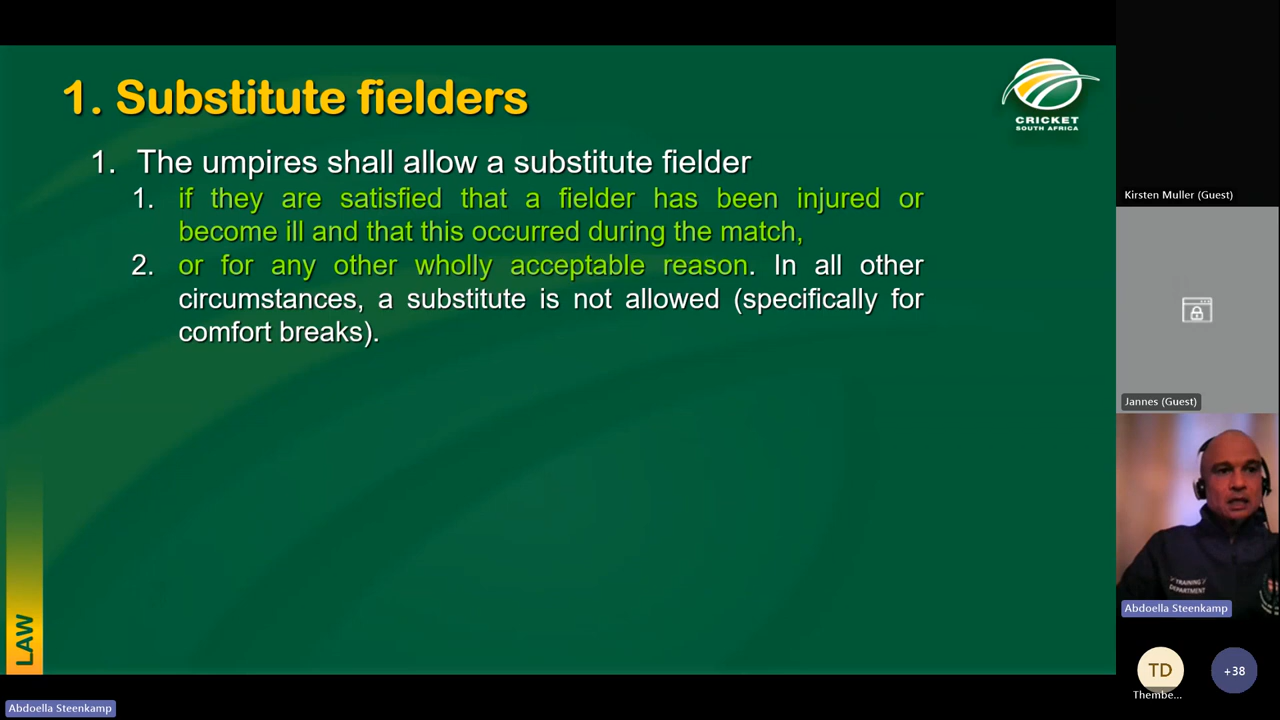 1. Substitute fielders
CRICKET
SOUTH AFRICA
1. The umpires shall allow a substitute fielder
1. if they are satisfied that a fielder has been injured or
become ill and that this occurred during the match,
2. or for any other wholly acceptable reason. In all other
circumstances, a substitute is not allowed (specifically for
comfort breaks).
LAW
Abdoella Steenkamp
Kirsten Muller (Guest)
Jannes (Guest)
TRAINING
DEPARTMENT
Abdoella Steenkamp
TD
+38
Thembe...